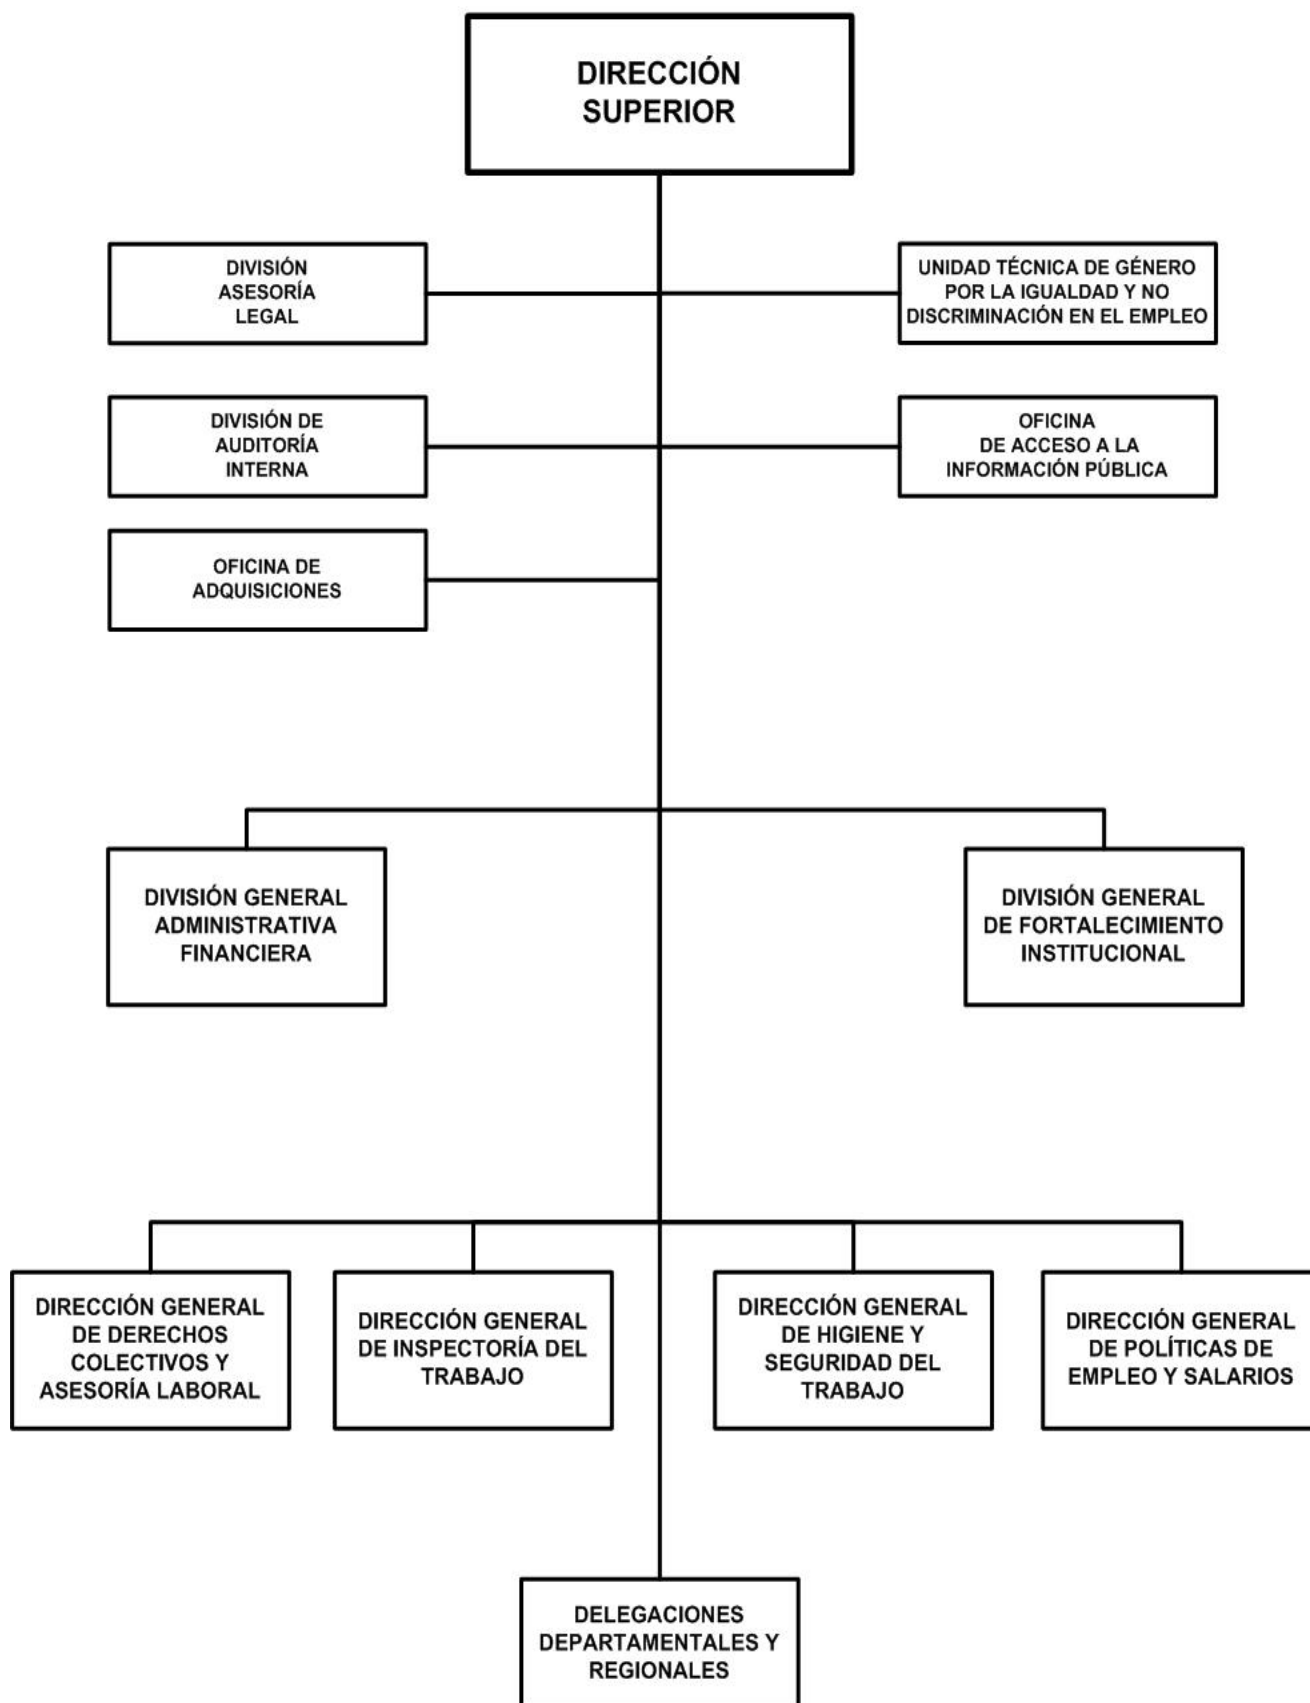 DIRECCIÓN
SUPERIOR
DIVISIÓN
ASESORÍA
LEGAL
UNIDAD TÉCNICA DE GÉNERO
POR LA IGUALDAD Y NO
DISCRIMINACIÓN EN EL EMPLEO
DIVISIÓN DE
AUDITORÍA
INTERNA
OFICINA
DE ACCESO A LA
INFORMACIÓN PÚBLICA
OFICINA DE
ADQUISICIONES
DIVISIÓN GENERAL
ADMINISTRATIVA
FINANCIERA
DIVISIÓN GENERAL
DE FORTALECIMIENTO
INSTITUCIONAL
DIRECCIÓN GENERAL
DE DERECHOS
COLECTIVOS Y
ASESORÍA LABORAL
DIRECCIÓN GENERAL
DE INSPECTORÍA DEL
TRABAJO
DIRECCIÓN GENERAL
DE HIGIENE Y
SEGURIDAD DEL
TRABAJO
DIRECCIÓN GENERAL
DE POLÍTICAS DE
EMPLEO Y SALARIOS
DELEGACIONES
DEPARTAMENTALES Y
REGIONALES